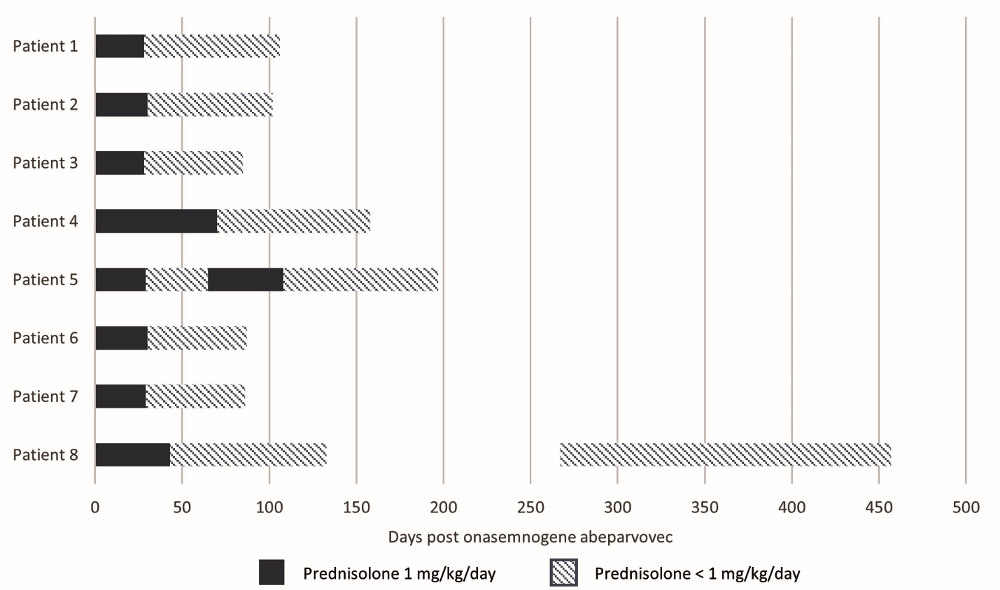 Patient 1
Patient 2
Patient 3
Patient 4
Patient 5
Patient 6
Patient 7
Patient 8
0 50 100 150 200 250 300 350 400 450 500
Days post onasemnogene abeparvovec
Prednisolone 1 mg/kg/day Prednisolone < 1 mg/kg/day